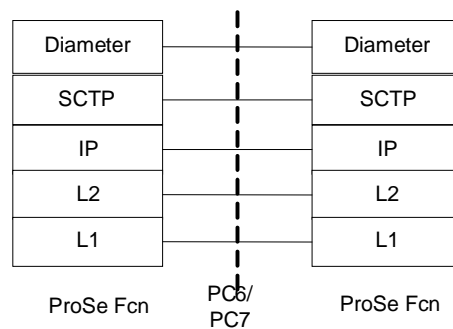 Diameter Diameter
SCTP SCTP
IP IP
L2 L2
L1 L1
ProSe Fcn PC6/ ProSe Fcn
PC7